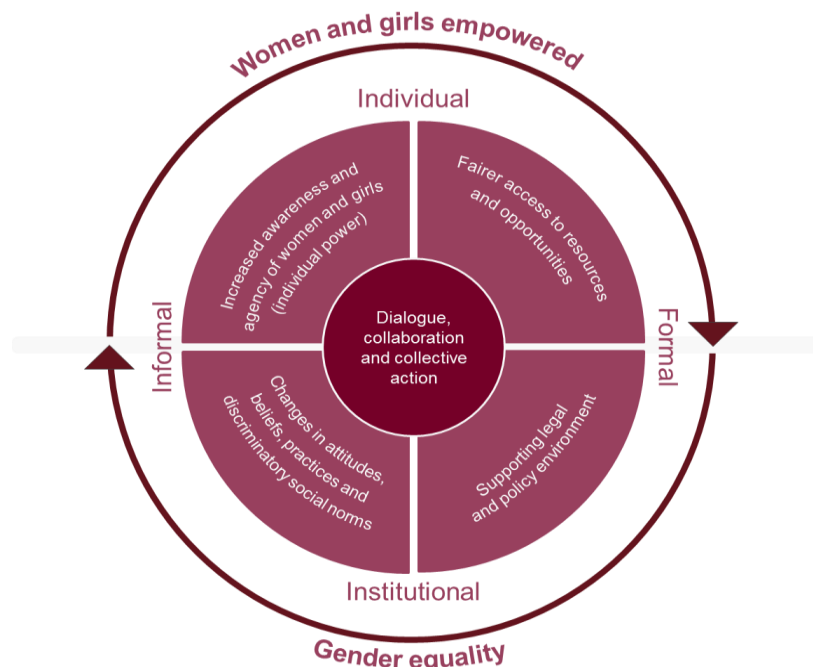 Women and girls empowered
Individual
Increased awareness and
agency of women and girls
(individual power)
Fairer access to resources
and opportunities
Informal
Dialogue,
collaboration
and collective
action
Formal
Changes in attitudes,
beliefs, practices and
discriminatory social norms
Supporting legal
and policy environment
Institutional
Gender equality